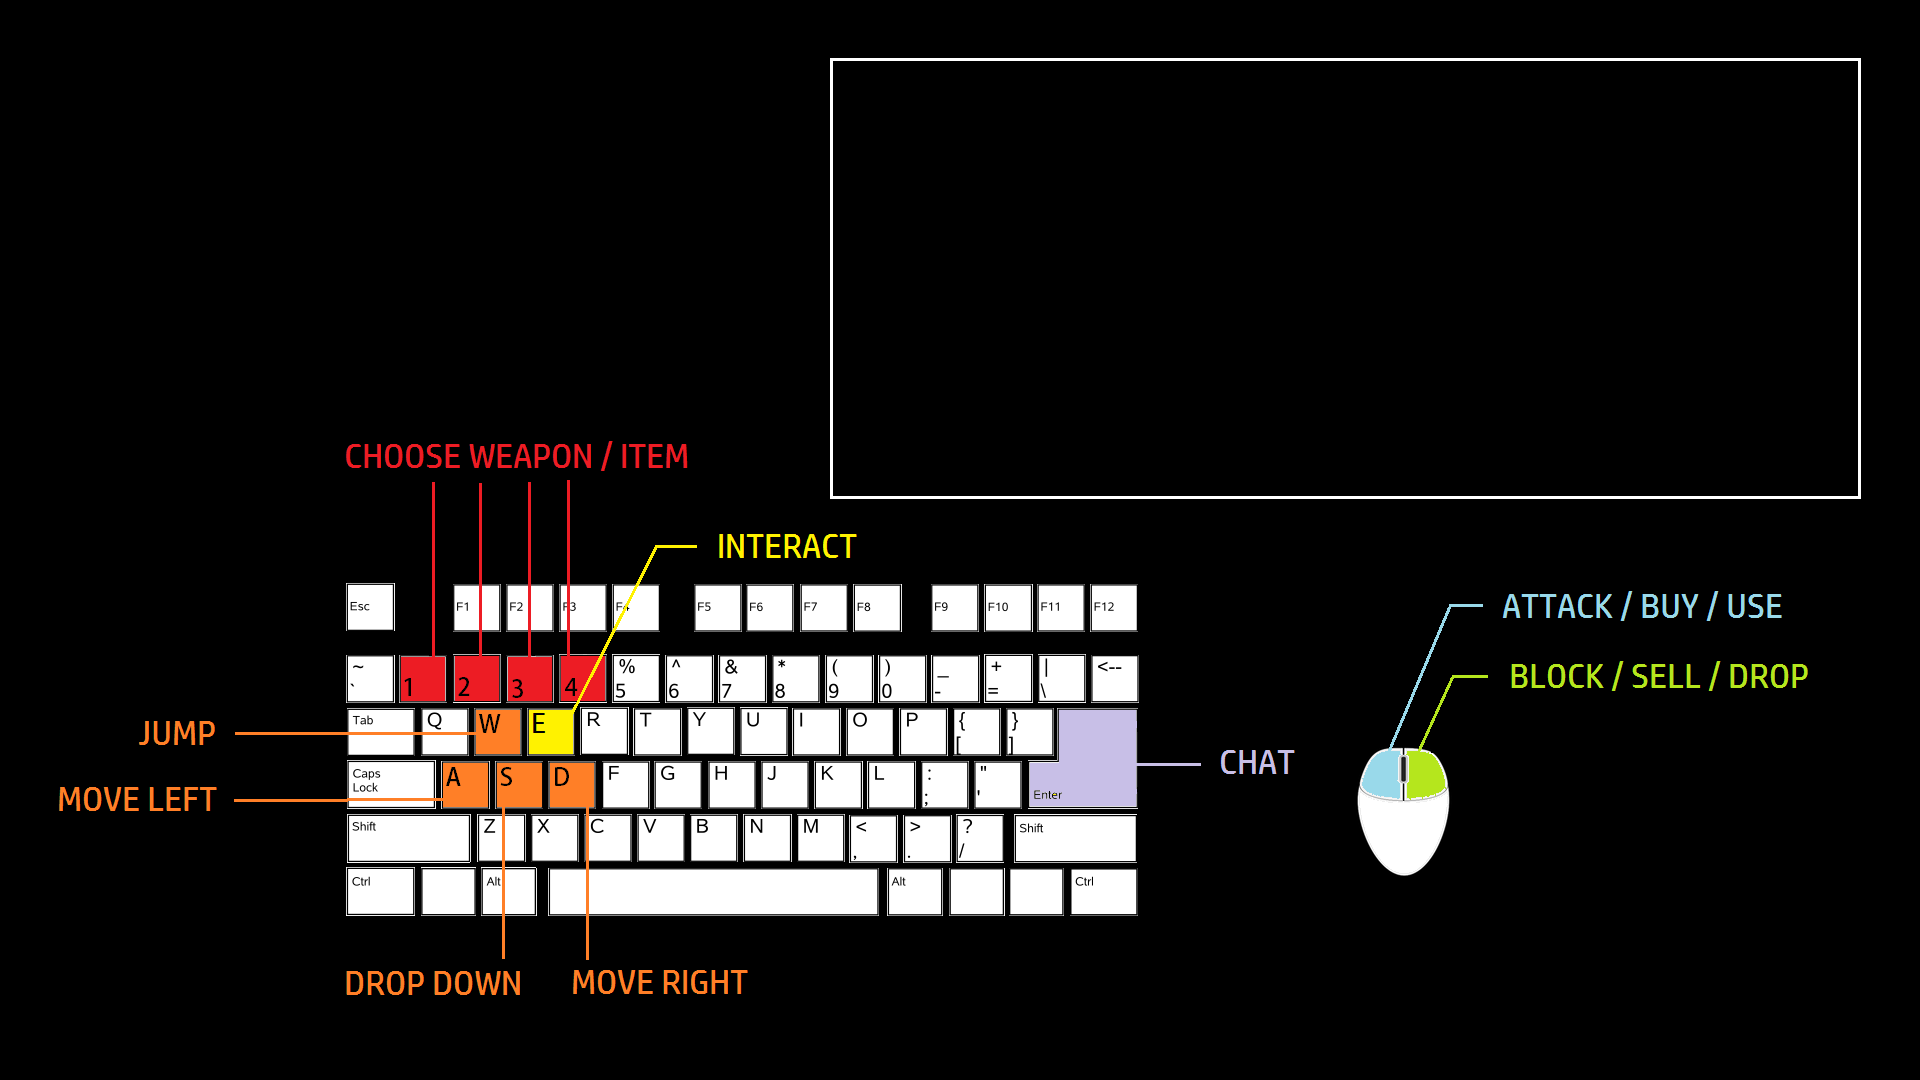 CHOOSE WEAPON / ITEM
INTERACT
Esc F1 F2 F3 F4 F5 F6 F7 F8 F9 F10 F11 F12
ATTACK / BUY / USE
~ % ^ & * ( ) _ + | <--
` 1 2 3 4 5 6 7 8 9 0 - = \
BLOCK / SELL / DROP
Tab Q W E R T Y U I O P { }
[ ]
JUMP
CHAT
Caps A S D F G H J K L : "
Lock ; ' Enter
MOVE LEFT
Shift Z X C V B N M < > ? Shift
, . /
Ctrl Alt Alt Ctrl
DROP DOWN MOVE RIGHT